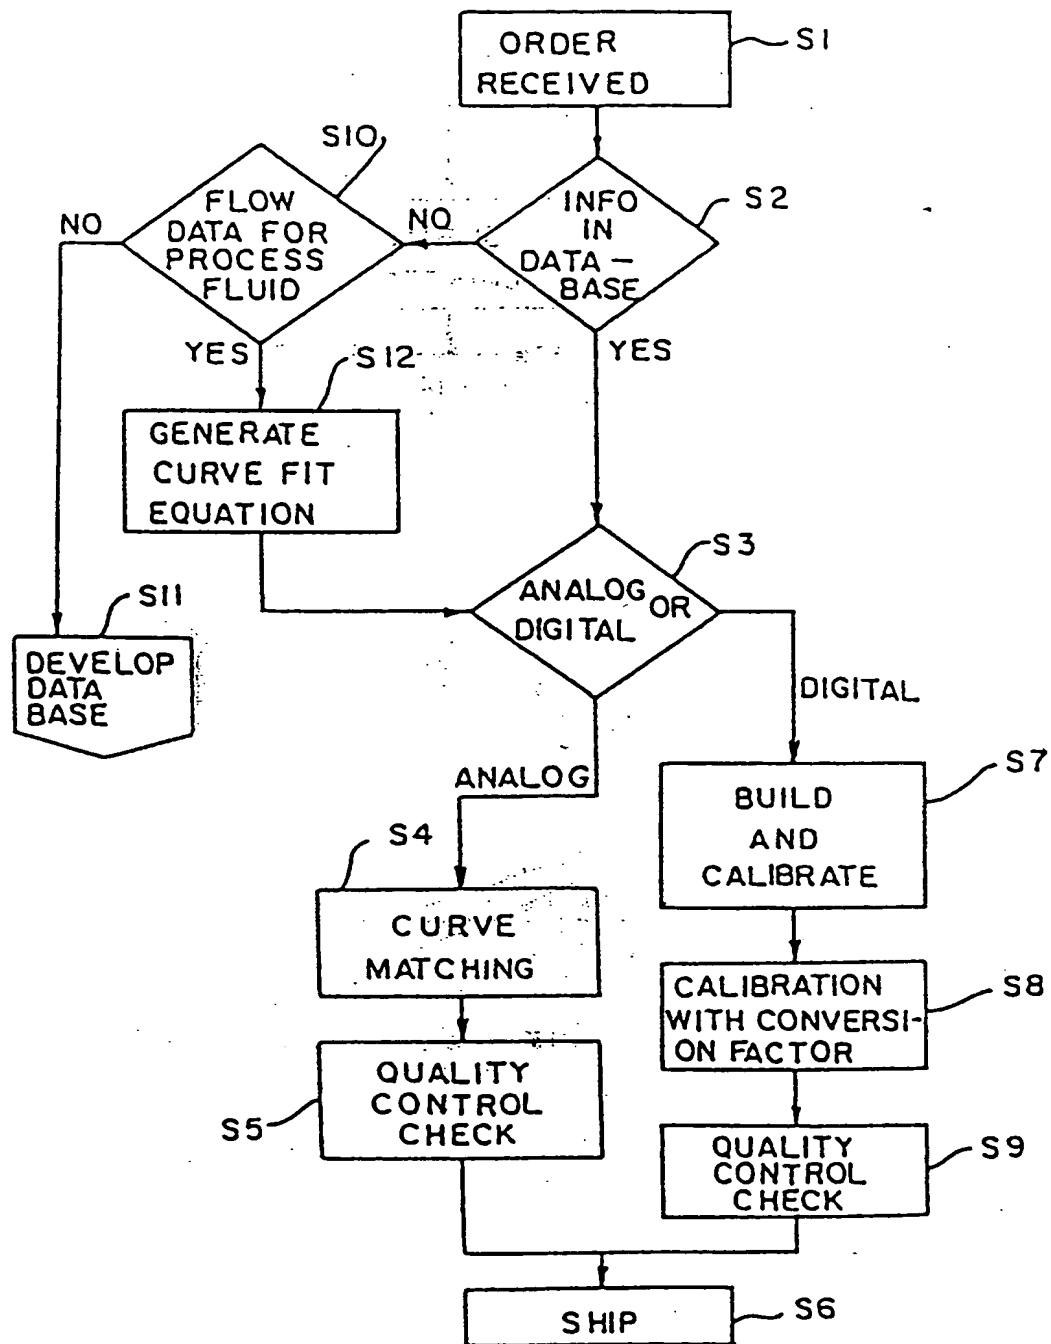 ORDER
RECEIVED
S1
S10
S2
FLOW
DATA FOR
PROCESS
FLUID
NO
NO
INFO
IN
DATA-
BASE
YES
YES
S12
GENERATE
CURVE FIT
EQUATION
S3
ANALOG
OR
DIGITAL
S11
DEVELOP
DATA
BASE
DIGITAL
ANALOG
S7
BUILD
AND
CALIBRATE
S4
CURVE
MATCHING
S8
CALIBRATION
WITH CONVERSI-
ON FACTOR
QUALITY
CONTROL
CHECK
S5
S9
QUALITY
CONTROL
CHECK
SHIP
S6